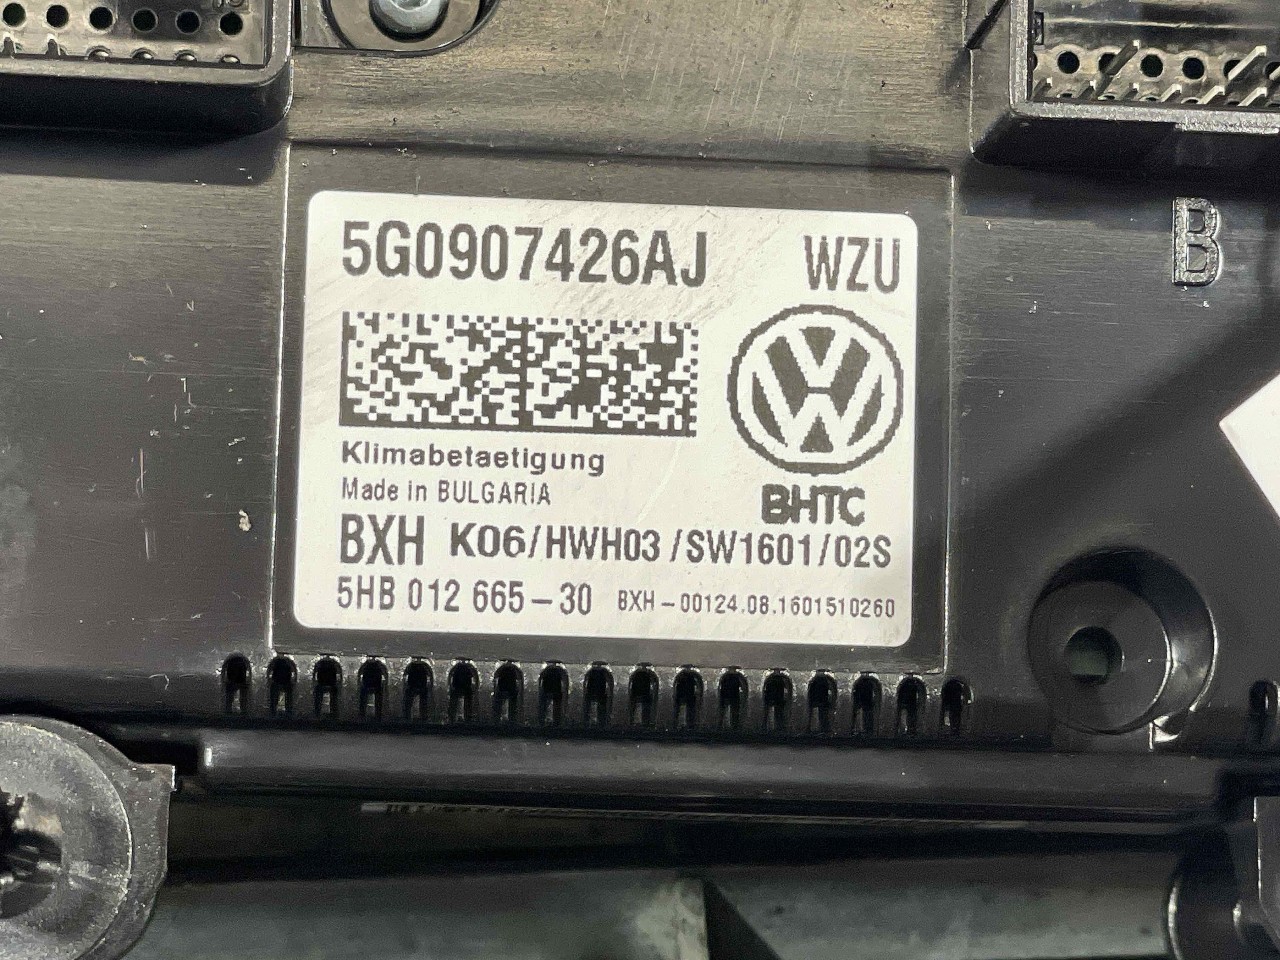 5G0907426AJ WZU
Klimabetaetigung
Made in BULGARIA
BHTC
BXH K06/HWH03/SW1601/02S
5HB 012 665-30 BXH-00124.08.1601510260
B